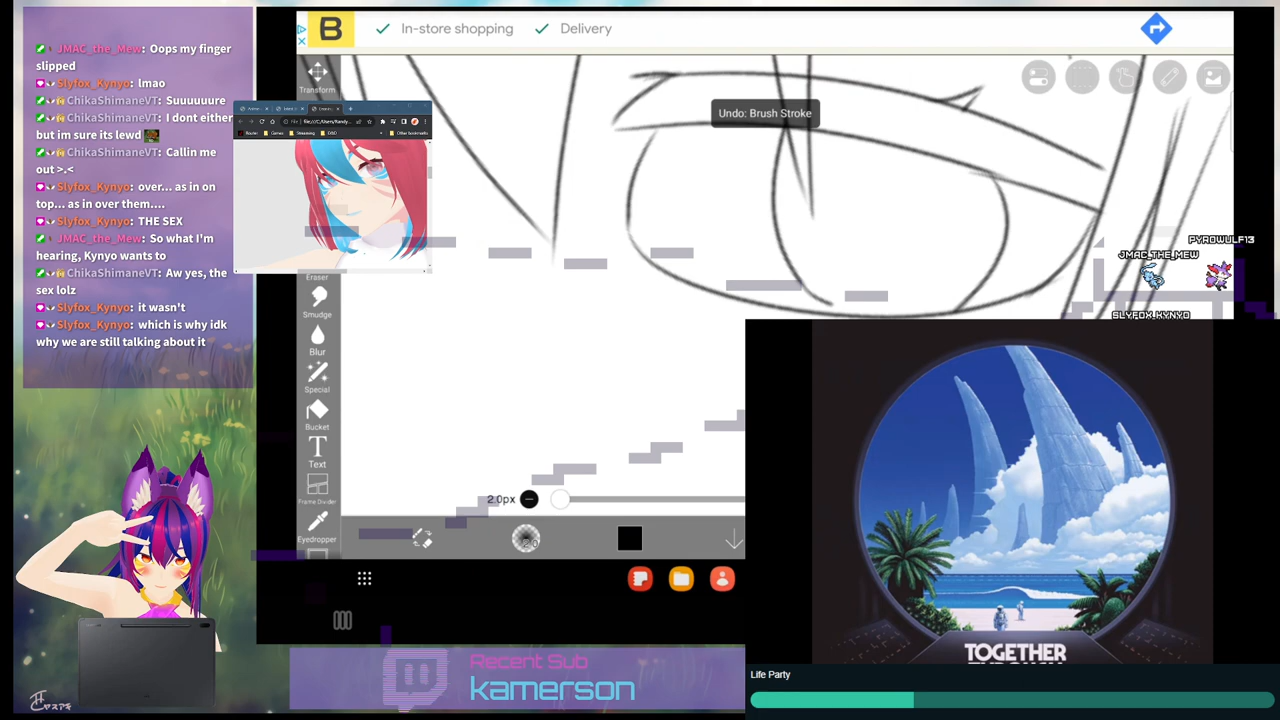 JMAC_the_Mew: Oops my finger
slipped
Slyfox_Kynyo: lmao
ChikaShimaneVT: Suuuuure
ChikaShimaneVT: I dont either
but im sure its lewd
ChikaShimaneVT: Callin me
out >.<
Slyfox_Kynyo: over... as in on
top... as in over them....
Slyfox_Kynyo: THE SEX
JMAC_the_Mew: So what I'm
hearing, Kynyo wants to
ChikaShimaneVT: Aw yes, the
sex lolz
Slyfox_Kynyo: it wasn't
Slyfox_Kynyo: which is why idk
why we are still talking about it
B
In-store shopping
Delivery
Transform
Undo: Brush Stroke
Other bookmarks
Eraser
Smudge
Blur
Special
Bucket
T
Text
Frame Divider
Eyedropper
2.0px
PYROWULF13
JMAC_THE_MEW
SLYFOX_KYNYO
TOGETHER
Life Party
Recent Sub
kamerson